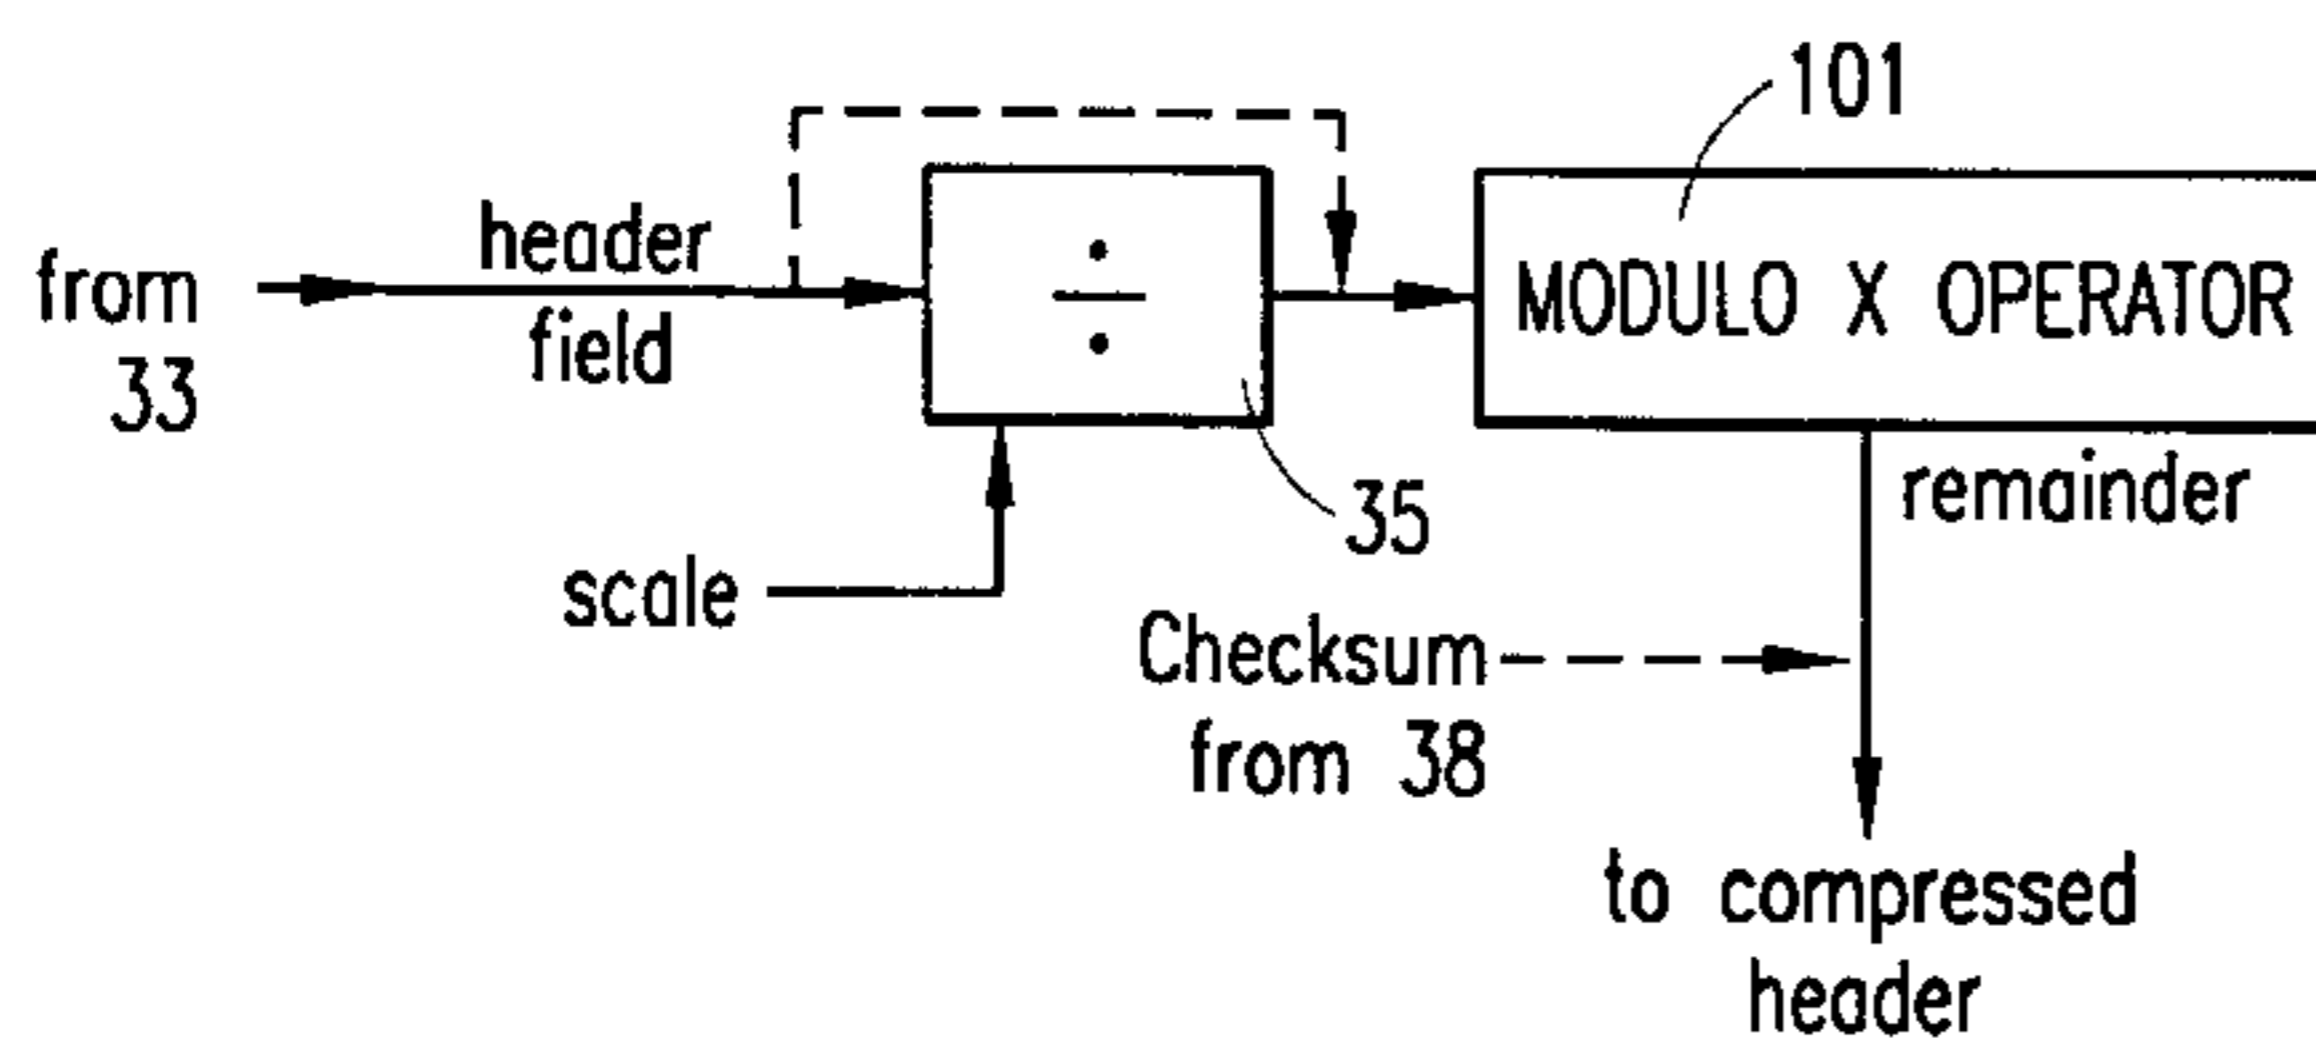 101
header
from
field
33
MODULO X OPERATOR
35
remainder
scale
Checksum
from 38
to compressed
header